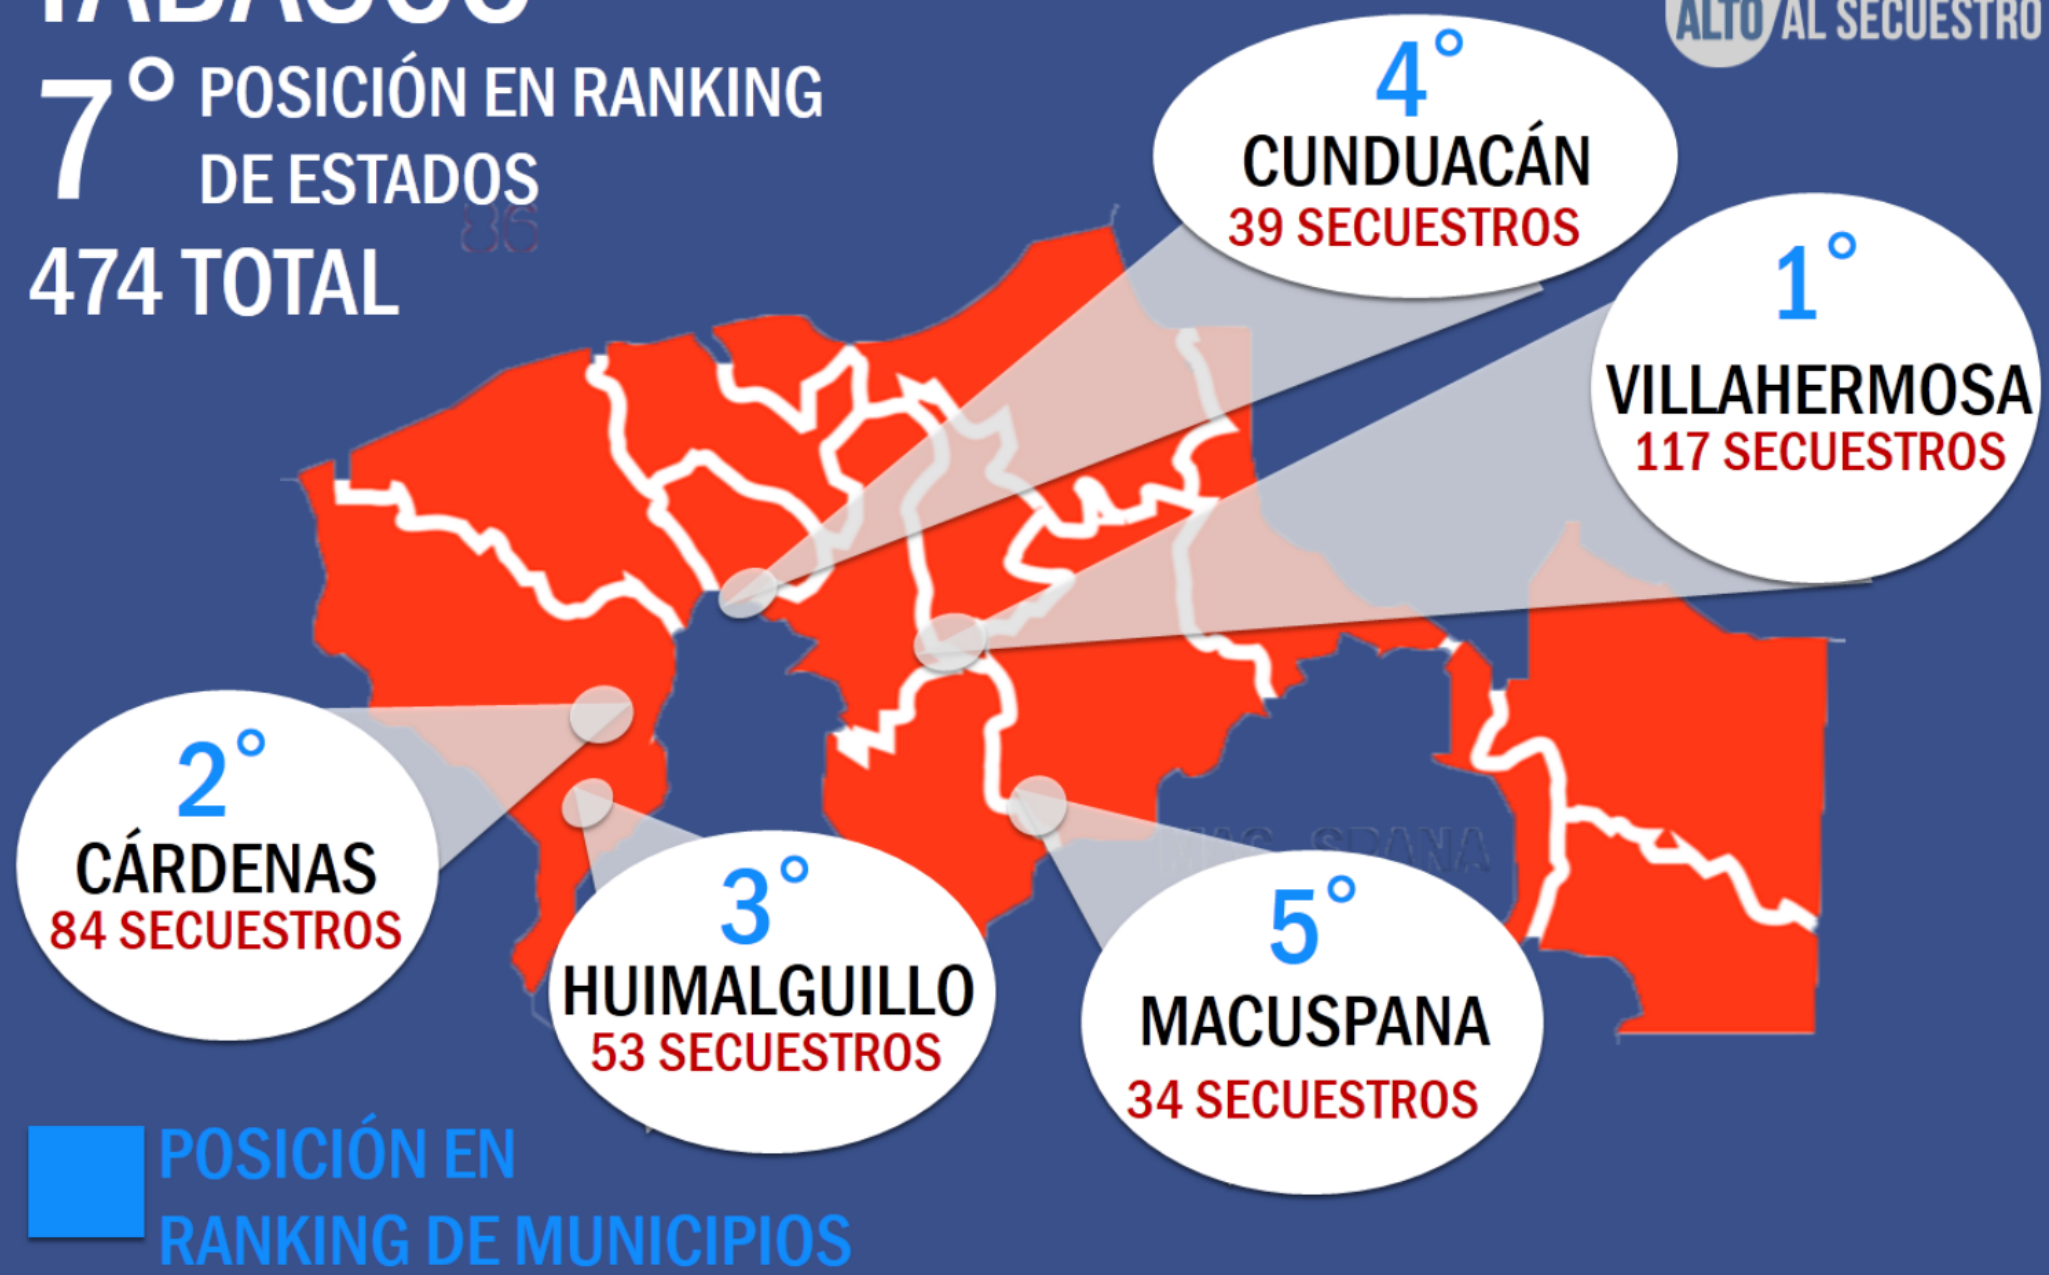 TABASCO
7° POSICIÓN EN RANKING
DE ESTADOS
474 TOTAL
ALTO AL SECUESTRO
4°
CUNDUACÁN
39 SECUESTROS
1°
VILLAHERMOSA
117 SECUESTROS
2°
CÁRDENAS
84 SECUESTROS
3°
HUIMALGUILLO
53 SECUESTROS
5°
MACUSPANA
34 SECUESTROS
POSICIÓN EN
RANKING DE MUNICIPIOS